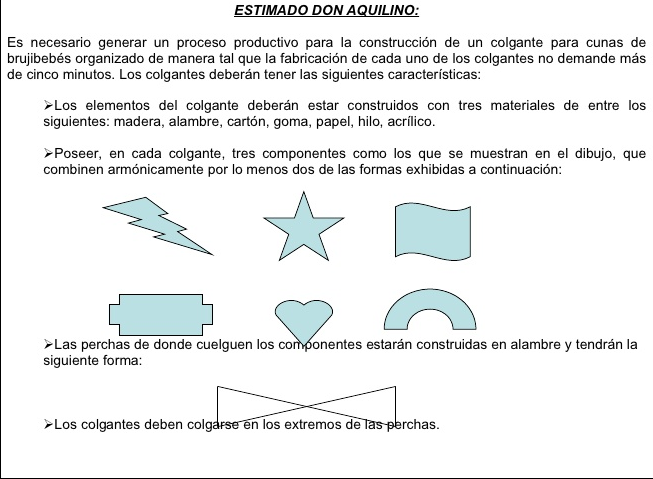 ESTIMADO DON AQUILINO:
Es necesario generar un proceso productivo para la construcción de un colgante para cunas de
brujibebés organizado de manera tal que la fabricación de cada uno de los colgantes no demande más
de cinco minutos. Los colgantes deberán tener las siguientes características:
➢Los elementos del colgante deberán estar construidos con tres materiales de entre los
siguientes: madera, alambre, cartón, goma, papel, hilo, acrílico.
➢Poseer, en cada colgante, tres componentes como los que se muestran en el dibujo, que
combinen armónicamente por lo menos dos de las formas exhibidas a continuación:
➢Las perchas de donde cuelguen los componentes estarán construidas en alambre y tendrán la
siguiente forma:
➢Los colgantes deben colgarse en los extremos de las perchas.